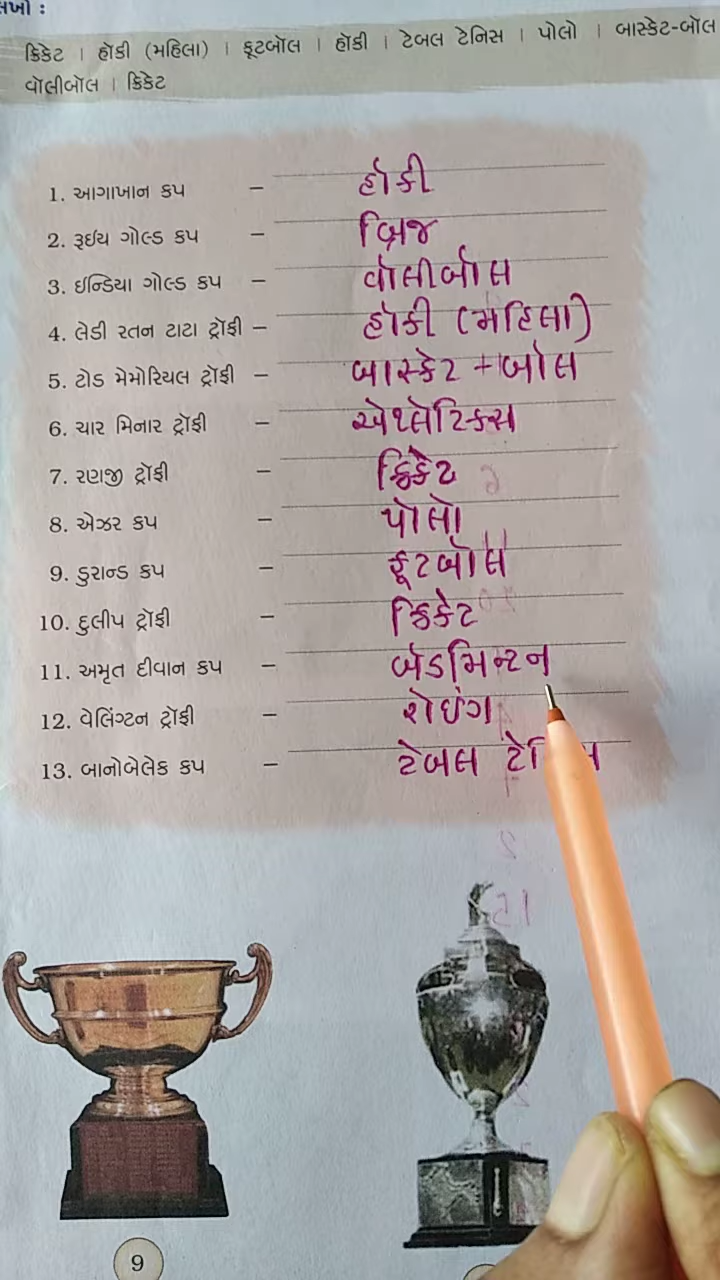 લખો :
ક્રિકેટ । હૉકી (મહિલા) । ફૂટબૉલ । હૉકી । ટેબલ ટેનિસ । પોલો । બાસ્કેટ-બૉલ
વૉલીબૉલ । ક્રિકેટ
1. આગાખાન કપ – હૉકી
2. રૂઈય ગોલ્ડ કપ – બ્રિજ
3. ઇન્ડિયા ગોલ્ડ કપ – વૉલીબૉલ
4. લેડી રતન ટાટા ટ્રૉફી – હૉકી (મહિલા)
5. ટોડ મેમોરિયલ ટ્રૉફી – બાસ્કેટ - બૉલ
6. ચાર મિનાર ટ્રૉફી – એથ્લેટિક્સ
7. રણજી ટ્રૉફી – ક્રિકેટ
8. એઝર કપ – પોલો
9. ડુરાન્ડ કપ – ફૂટબૉલ
10. દુલીપ ટ્રૉફી – ક્રિકેટ
11. અમૃત દીવાન કપ – બૅડમિન્ટન
12. વેલિંગ્ટન ટ્રૉફી – રોઇંગ
13. બાનોબેલેક કપ – ટેબલ
9